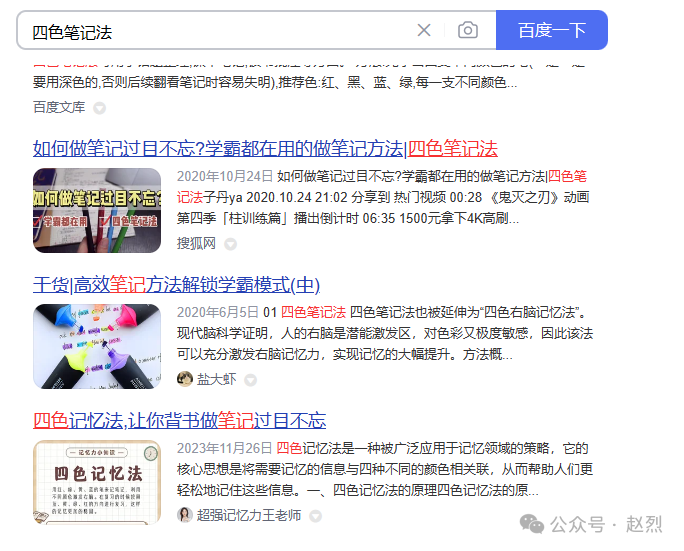 四色笔记法
百度一下
要用深色的,否则后续翻看笔记时容易失明),推荐色:红、黑、蓝、绿,每一支不同颜色...
百度文库
如何做笔记过目不忘?学霸都在用的做笔记方法|四色笔记法
如何做笔记过目不忘?
学霸都在用
四色笔记法
2020年10月24日 如何做笔记过目不忘?学霸都在用的做笔记方法|四色笔
记法子丹ya 2020.10.24 21:02 分享到 热门视频 00:28 《鬼灭之刃》动画
第四季「柱训练篇」播出倒计时 06:35 1500元拿下4K高刷...
搜狐网
干货|高效笔记方法解锁学霸模式(中)
2020年6月5日 01 四色笔记法 四色笔记法也被延伸为“四色右脑记忆法”。
现代脑科学证明，人的右脑是潜能激发区，对色彩又极度敏感，因此该法
可以充分激发右脑记忆力，实现记忆的大幅提升。方法概...
盐大虾
四色记忆法,让你背书做笔记过目不忘
记忆力小知识
四色记忆法
2023年11月26日 四色记忆法是一种被广泛应用于记忆领域的策略，它的
核心思想是将需要记忆的信息与四种不同的颜色相关联，从而帮助人们更
轻松地记住这些信息。一、四色记忆法的原理四色记忆法的原...
超强记忆力王老师
公众号 · 赵烈